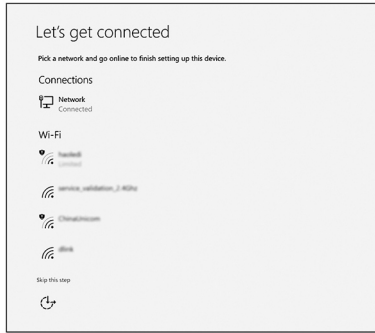 Let's get connected
Pick a network and go online to finish setting up this device.
Connections
Network
Connected
Wi-Fi
Limited
service_validation_2.4Ghz
ChinaUnicom
dlink
Skip this step